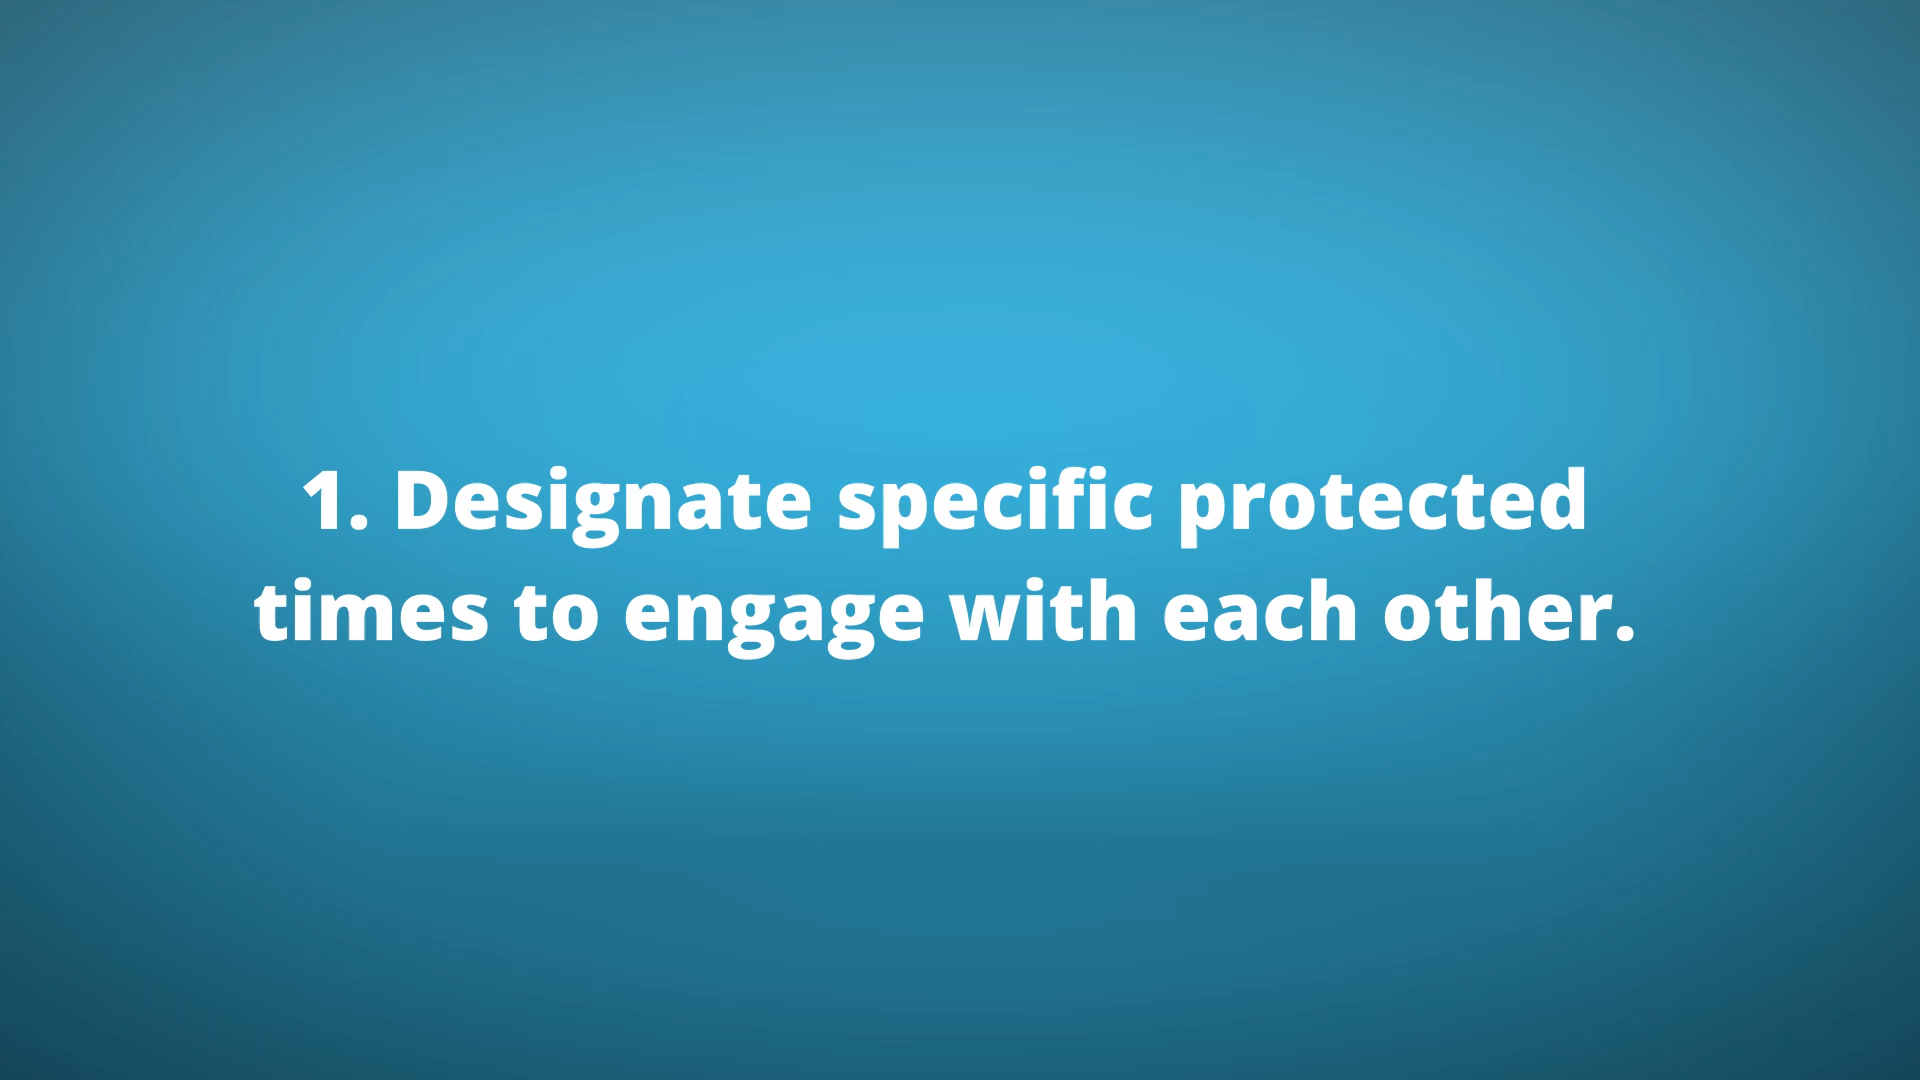 1. Designate specific protected
times to engage with each other.